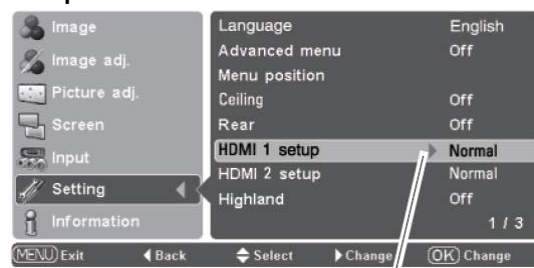 Image
Image adj.
Picture adj.
Screen
Input
Setting
Information
Language English
Advanced menu Off
Menu position
Ceiling Off
Rear Off
HDMI 1 setup Normal
HDMI 2 setup Normal
Highland Off
1 / 3
MENU Exit Back Select Change OK Change